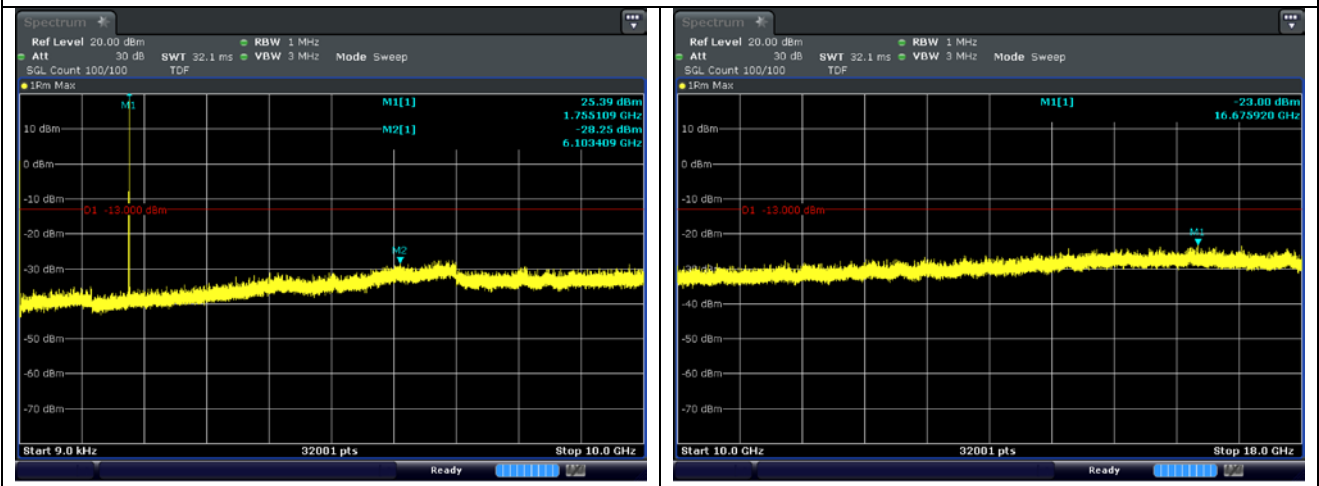 Spectrum
Ref Level 20.00 dBm RBW 1 MHz
Att 30 dB SWT 32.1 ms VBW 3 MHz Mode Sweep
SGL Count 100/100 TDF
1Rm Max
M1 M1[1] 25.39 dBm
1.755109 GHz
10 dBm M2[1] -28.25 dBm
6.103409 GHz
0 dBm
-10 dBm
D1 -13.000 dBm
-20 dBm
M2
-30 dBm
-40 dBm
-50 dBm
-60 dBm
-70 dBm
Start 9.0 kHz 32001 pts Stop 10.0 GHz
Ready
Spectrum
Ref Level 20.00 dBm RBW 1 MHz
Att 30 dB SWT 32.1 ms VBW 3 MHz Mode Sweep
SGL Count 100/100 TDF
1Rm Max
M1[1] -23.00 dBm
16.675920 GHz
10 dBm
0 dBm
-10 dBm
D1 -13.000 dBm
-20 dBm
M1
-40 dBm
-50 dBm
-60 dBm
-70 dBm
Start 10.0 GHz 32001 pts Stop 18.0 GHz
Ready